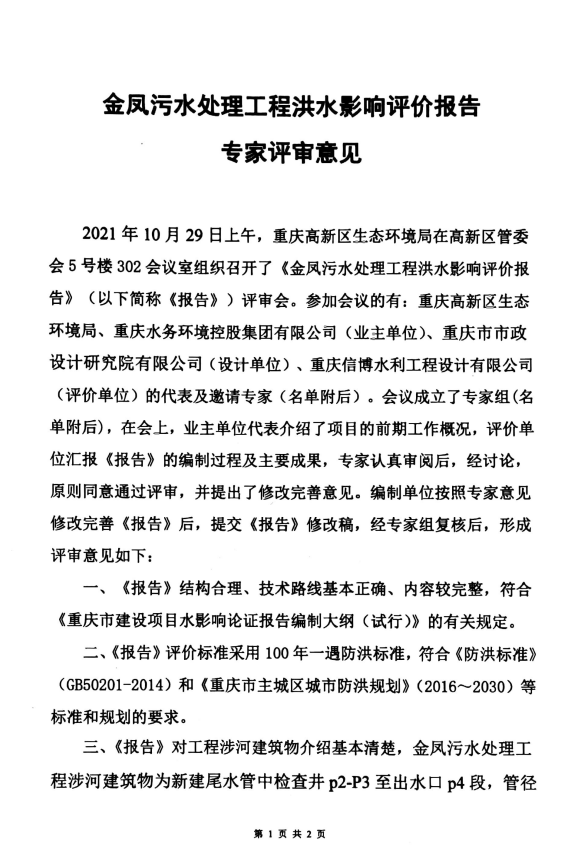 金凤污水处理工程洪水影响评价报告
专家评审意见
2021 年 10 月 29 日上午，重庆高新区生态环境局在高新区管委
会 5 号楼 302 会议室组织召开了《金凤污水处理工程洪水影响评价报
告》（以下简称《报告》）评审会。参加会议的有：重庆高新区生态
环境局、重庆水务环境控股集团有限公司（业主单位）、重庆市市政
设计研究院有限公司（设计单位）、重庆信博水利工程设计有限公司
（评价单位）的代表及邀请专家（名单附后）。会议成立了专家组(名
单附后)，在会上，业主单位代表介绍了项目的前期工作概况，评价单
位汇报《报告》的编制过程及主要成果，专家认真审阅后，经讨论，
原则同意通过评审，并提出了修改完善意见。编制单位按照专家意见
修改完善《报告》后，提交《报告》修改稿，经专家组复核后，形成
评审意见如下：
一、《报告》结构合理、技术路线基本正确、内容较完整，符合
《重庆市建设项目水影响论证报告编制大纲（试行）》的有关规定。
二、《报告》评价标准采用 100 年一遇防洪标准，符合《防洪标准》
（GB50201-2014）和《重庆市主城区城市防洪规划》（2016～2030）等
标准和规划的要求。
三、《报告》对工程涉河建筑物介绍基本清楚，金凤污水处理工
程涉河建筑物为新建尾水管中检查井 p2-P3 至出水口 p4 段，管径
第 1 页 共 2 页